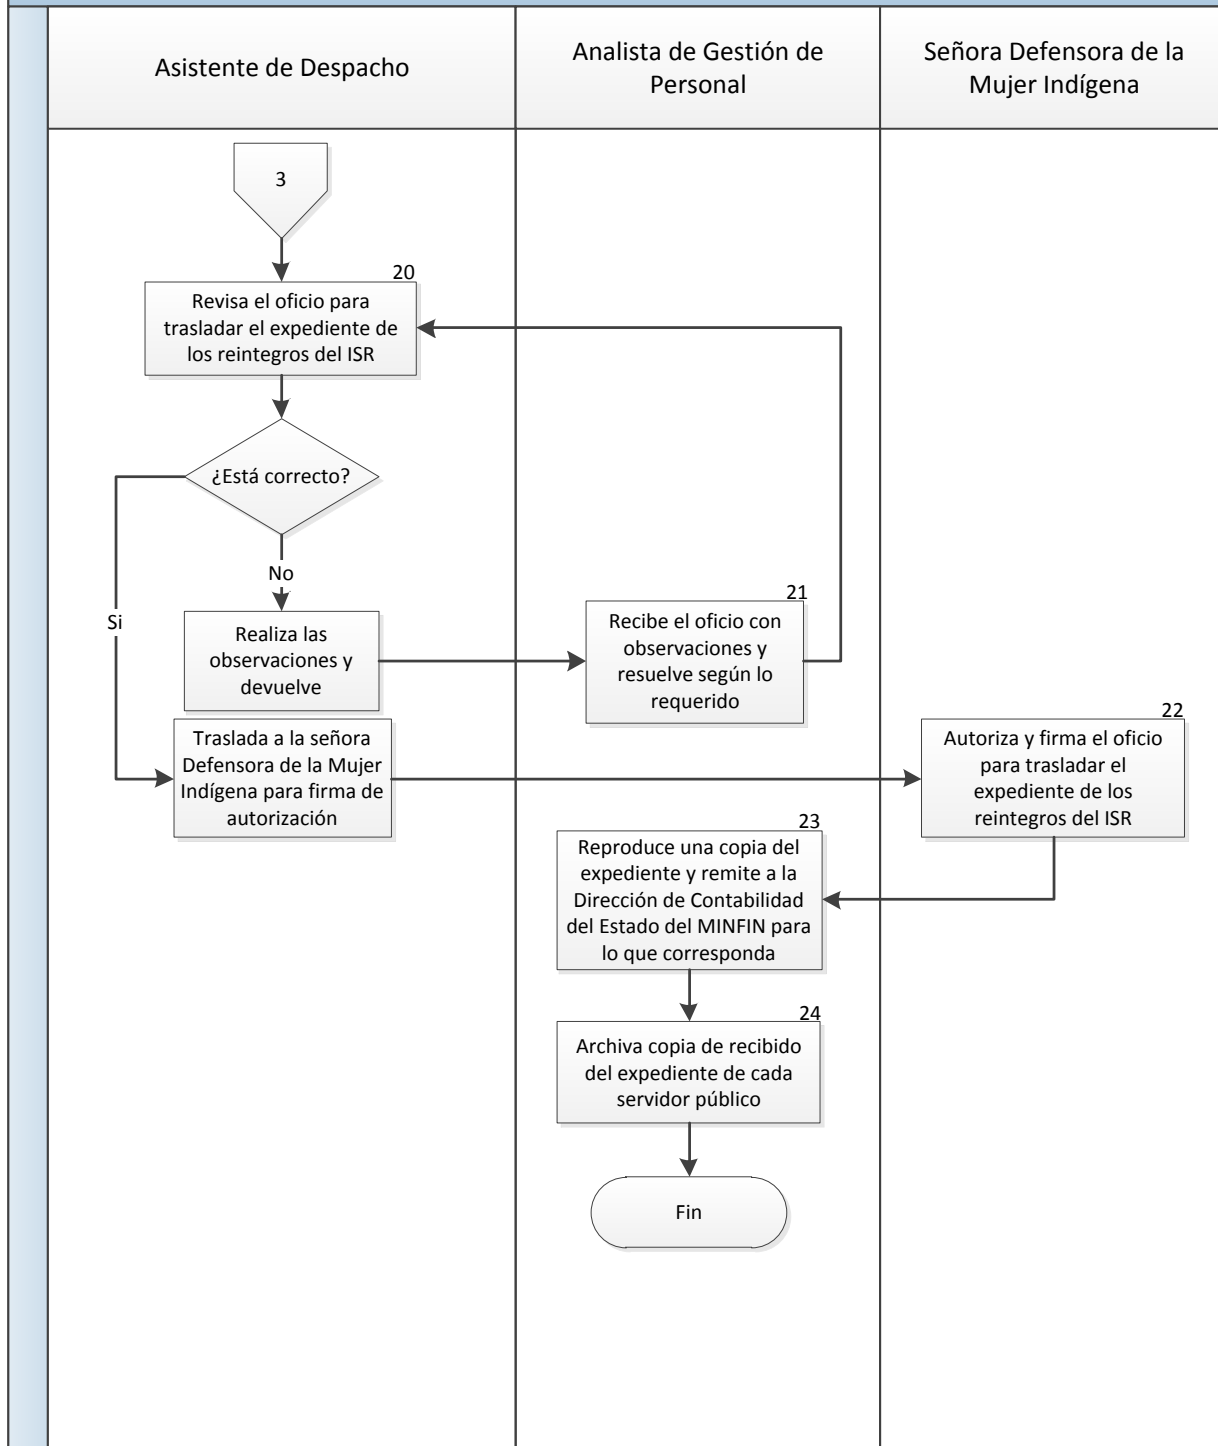 Asistente de Despacho
Analista de Gestión de
Personal
Señora Defensora de la
Mujer Indígena
3
20
Revisa el oficio para
trasladar el expediente de
los reintegros del ISR
¿Está correcto?
No
Si
Realiza las
observaciones y
devuelve
21
Recibe el oficio con
observaciones y
resuelve según lo
requerido
Traslada a la señora
Defensora de la Mujer
Indígena para firma de
autorización
22
Autoriza y firma el oficio
para trasladar el
expediente de los
reintegros del ISR
23
Reproduce una copia del
expediente y remite a la
Dirección de Contabilidad
del Estado del MINFIN para
lo que corresponda
24
Archiva copia de recibido
del expediente de cada
servidor público
Fin